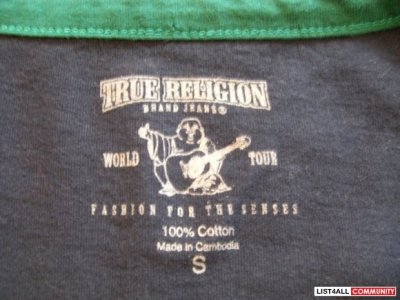 TRUE RELIGION
BRAND JEANS®
WORLD TOUR
FASHION FOR THE SENSES
100% Cotton
Made in Cambodia
S
LIST4ALL COMMUNITY